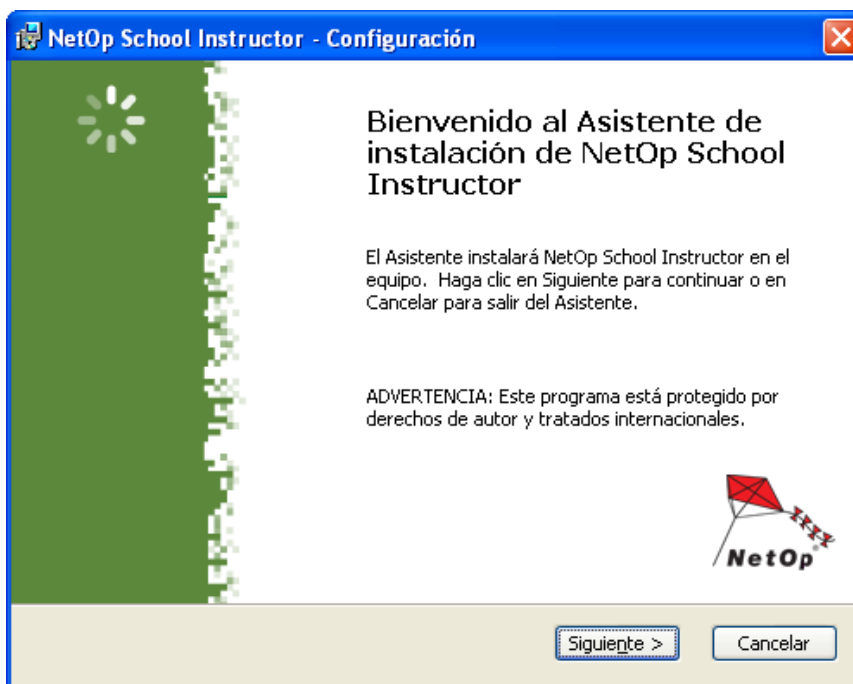 NetOp School Instructor - Configuración
Bienvenido al Asistente de
instalación de NetOp School
Instructor
El Asistente instalará NetOp School Instructor en el
equipo.  Haga clic en Siguiente para continuar o en
Cancelar para salir del Asistente.
ADVERTENCIA: Este programa está protegido por
derechos de autor y tratados internacionales.
NetOp®
Siguiente >
Cancelar